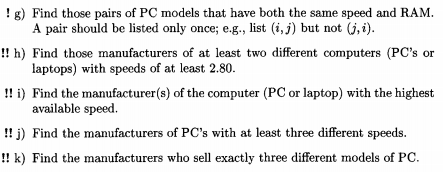 ! g) Find those pairs of PC models that have both the same speed and RAM.
A pair should be listed only once; e.g., list (i, j) but not (j, i).
!! h) Find those manufacturers of at least two different computers (PC's or
laptops) with speeds of at least 2.80.
!! i) Find the manufacturer(s) of the computer (PC or laptop) with the highest
available speed.
!! j) Find the manufacturers of PC's with at least three different speeds.
!! k) Find the manufacturers who sell exactly three different models of PC.